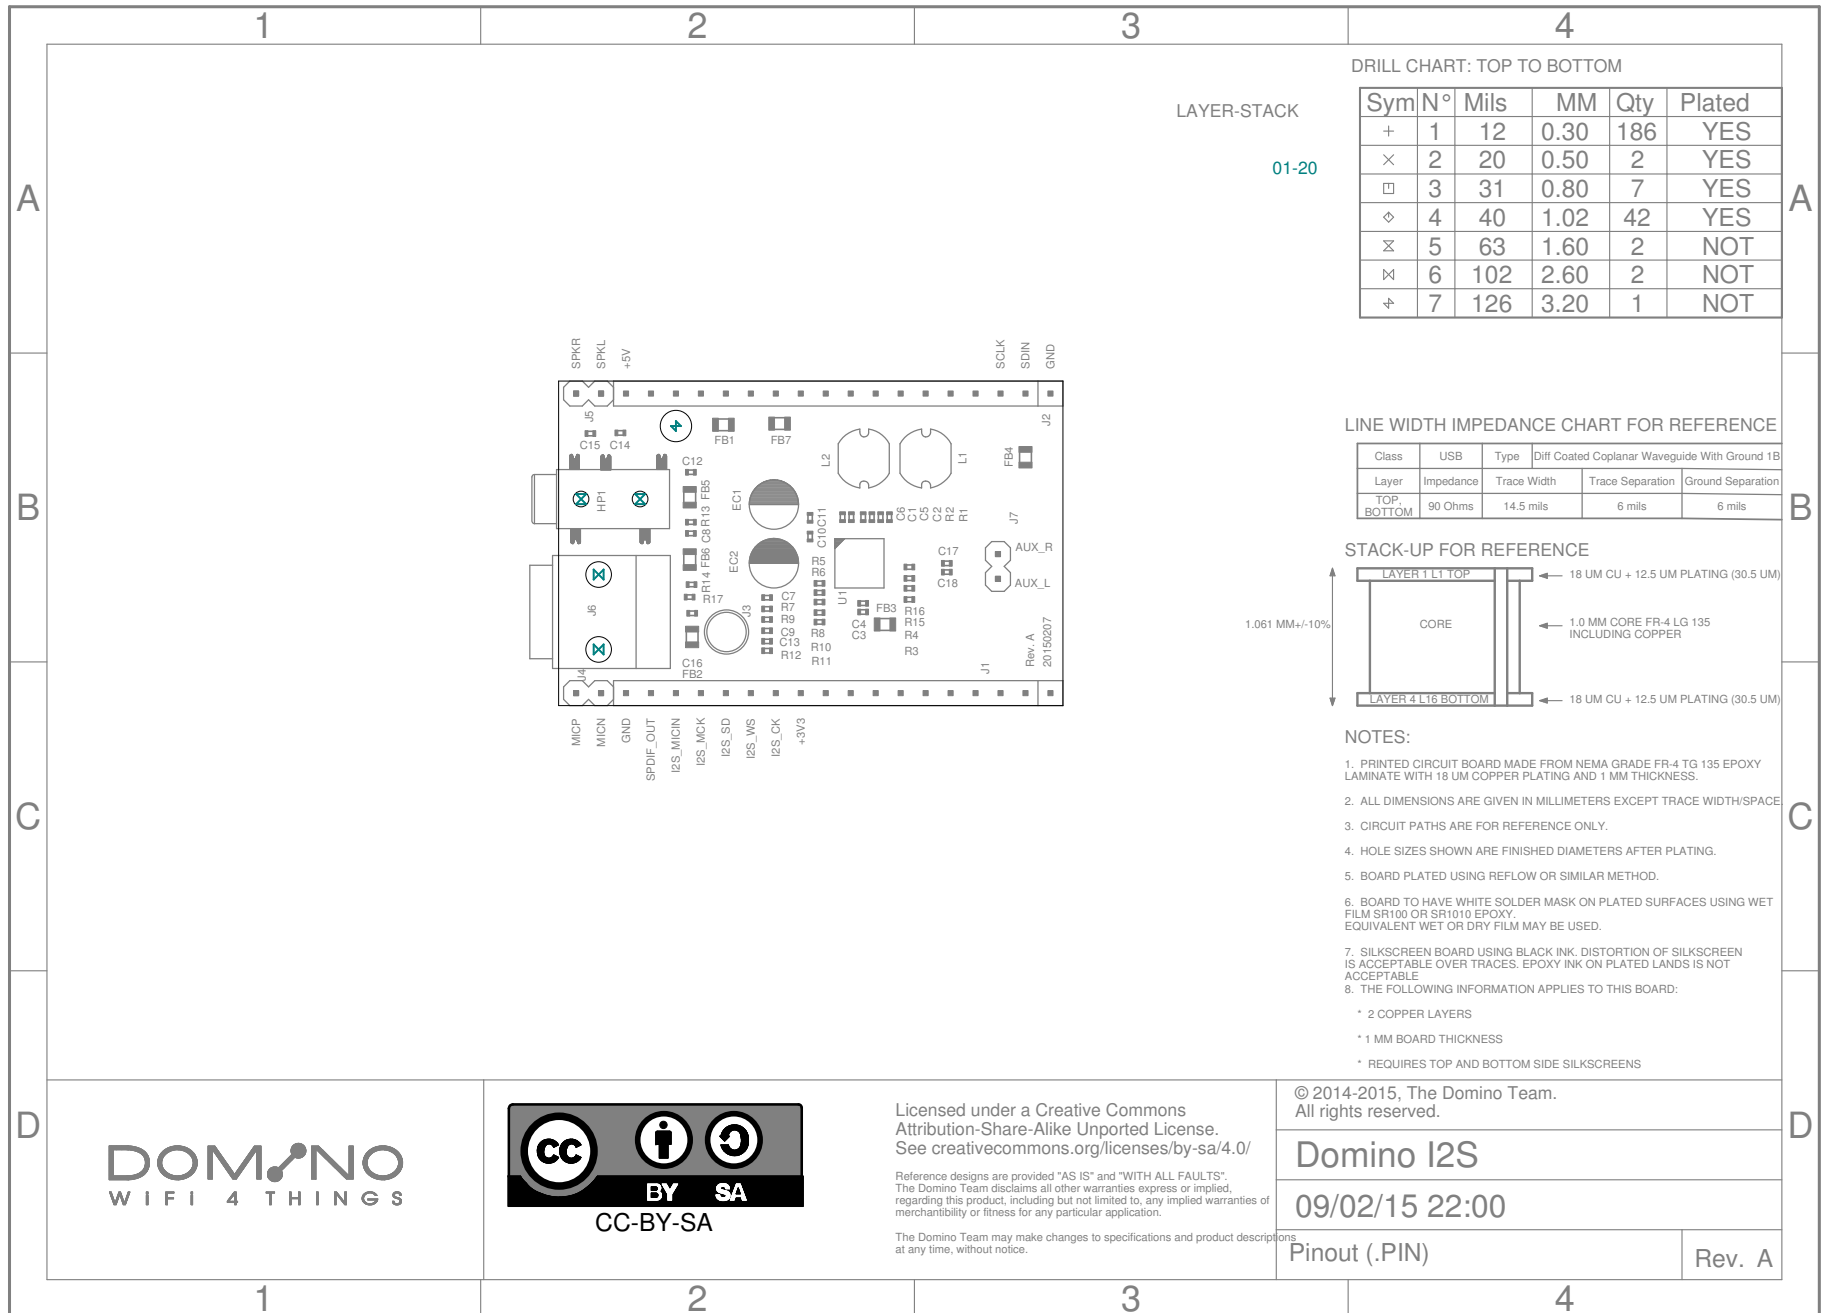 1 2 3 4
A
B
C
D
A
B
C
D
LAYER-STACK
01-20
DRILL CHART: TOP TO BOTTOM
Sym N° Mils MM Qty Plated
1 12 0.30 186 YES
2 20 0.50 2 YES
3 31 0.80 7 YES
4 40 1.02 42 YES
5 63 1.60 2 NOT
6 102 2.60 2 NOT
7 126 3.20 1 NOT
SPKR
SPKL
+5V
SCLK
SDIN
GND
J5
C15
C14
FB1
FB7
J2
L2
L1
FB4
C12
FB5
HP1
R13
C8
EC1
C10
C11
C6
C1
C5
C2
R2
R1
J7
AUX_R
AUX_L
FB6
R14
R17
EC2
R5
R6
U1
C17
C18
J6
J3
C7
R7
R9
C9
C13
R12
R8
R10
R11
C4
C3
FB3
R16
R15
R4
R3
C16
FB2
J4
J1
Rev. A
20150207
MICP
MICN
GND
SPDIF_OUT
I2S_MICIN
I2S_MCK
I2S_SD
I2S_WS
I2S_CK
+3V3
LINE WIDTH IMPEDANCE CHART FOR REFERENCE
Class USB Type Diff Coated Coplanar Waveguide With Ground 1B
Layer Impedance Trace Width Trace Separation Ground Separation
TOP,
BOTTOM 90 Ohms 14.5 mils 6 mils 6 mils
STACK-UP FOR REFERENCE
LAYER 1 L1 TOP
18 UM CU + 12.5 UM PLATING (30.5 UM)
1.061 MM+/-10%
CORE
1.0 MM CORE FR-4 LG 135
INCLUDING COPPER
LAYER 4 L16 BOTTOM
18 UM CU + 12.5 UM PLATING (30.5 UM)
NOTES:
1. PRINTED CIRCUIT BOARD MADE FROM NEMA GRADE FR-4 TG 135 EPOXY
LAMINATE WITH 18 UM COPPER PLATING AND 1 MM THICKNESS.
2. ALL DIMENSIONS ARE GIVEN IN MILLIMETERS EXCEPT TRACE WIDTH/SPACE
3. CIRCUIT PATHS ARE FOR REFERENCE ONLY.
4. HOLE SIZES SHOWN ARE FINISHED DIAMETERS AFTER PLATING.
5. BOARD PLATED USING REFLOW OR SIMILAR METHOD.
6. BOARD TO HAVE WHITE SOLDER MASK ON PLATED SURFACES USING WET
FILM SR100 OR SR1010 EPOXY.
EQUIVALENT WET OR DRY FILM MAY BE USED.
7. SILKSCREEN BOARD USING BLACK INK. DISTORTION OF SILKSCREEN
IS ACCEPTABLE OVER TRACES. EPOXY INK ON PLATED LANDS IS NOT
ACCEPTABLE
8. THE FOLLOWING INFORMATION APPLIES TO THIS BOARD:
* 2 COPPER LAYERS
* 1 MM BOARD THICKNESS
* REQUIRES TOP AND BOTTOM SIDE SILKSCREENS
DOMINO
WIFI 4 THINGS
cc
BY SA
CC-BY-SA
Licensed under a Creative Commons
Attribution-Share-Alike Unported License.
See creativecommons.org/licenses/by-sa/4.0/
Reference designs are provided "AS IS" and "WITH ALL FAULTS".
The Domino Team disclaims all other warranties express or implied,
regarding this product, including but not limited to, any implied warranties of
merchantibility or fitness for any particular application.
The Domino Team may make changes to specifications and product descriptions
at any time, without notice.
© 2014-2015, The Domino Team.
All rights reserved.
Domino I2S
09/02/15 22:00
Pinout (.PIN)
Rev. A
1 2 3 4